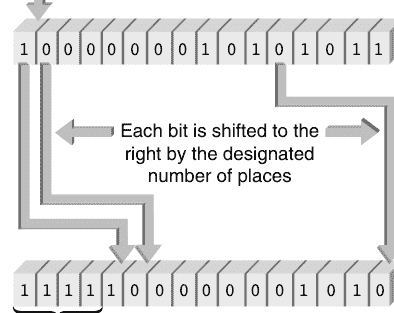 1 0 0 0 0 0 0 0 1 0 1 0 1 0 1 1
Each bit is shifted to the
right by the designated
number of places
1 1 1 1 1 0 0 0 0 0 0 0 1 0 1 0